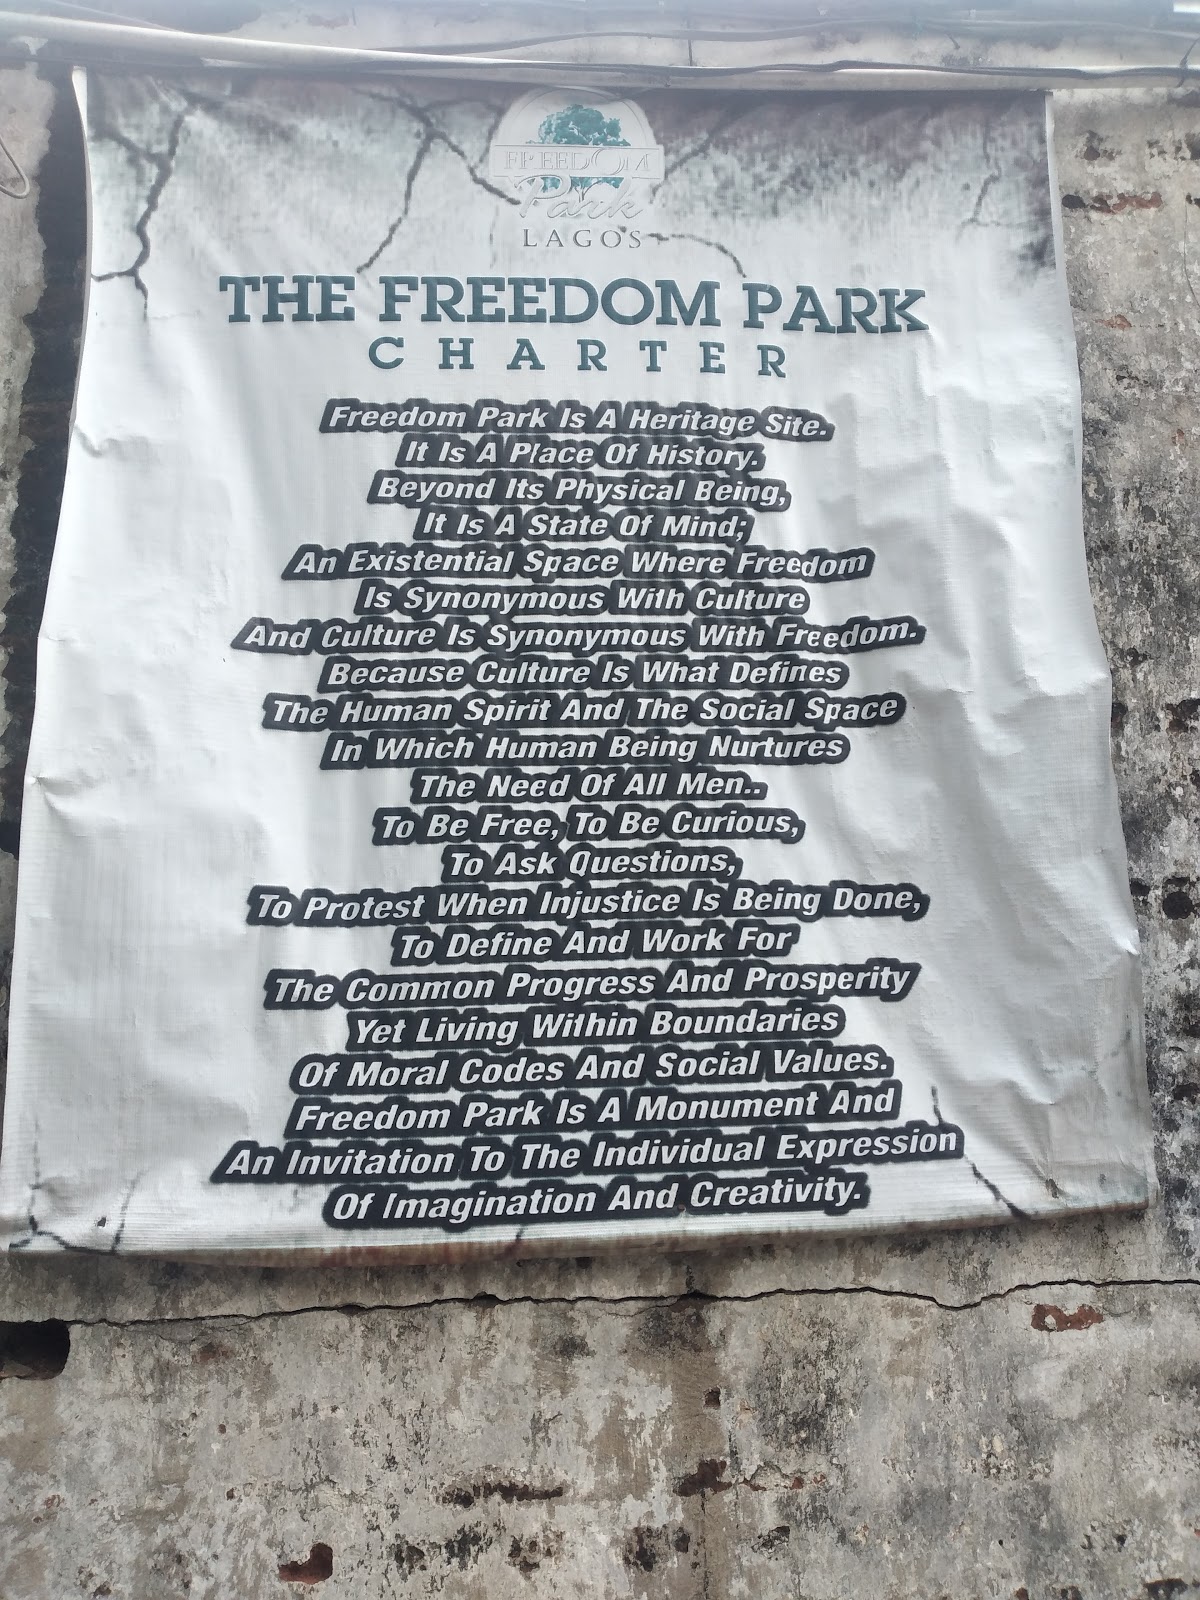 FREEDOM
Park
LAGOS
THE FREEDOM PARK
CHARTER
Freedom Park Is A Heritage Site.
It Is A Place Of History.
Beyond Its Physical Being,
It Is A State Of Mind;
An Existential Space Where Freedom
Is Synonymous With Culture
And Culture Is Synonymous With Freedom.
Because Culture Is What Defines
The Human Spirit And The Social Space
In Which Human Being Nurtures
The Need Of All Men..
To Be Free, To Be Curious,
To Ask Questions,
To Protest When Injustice Is Being Done,
To Define And Work For
The Common Progress And Prosperity
Yet Living Within Boundaries
Of Moral Codes And Social Values.
Freedom Park Is A Monument And
An Invitation To The Individual Expression
Of Imagination And Creativity.